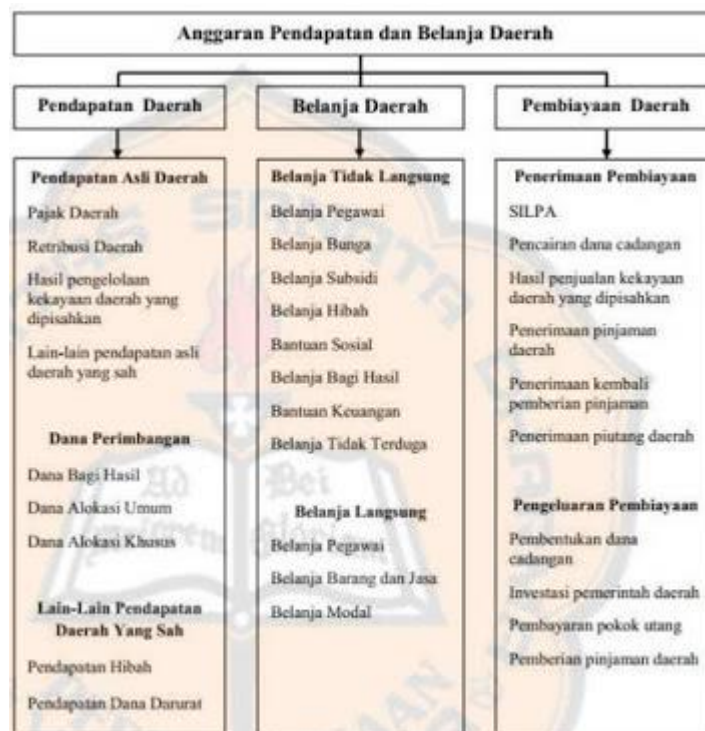 Anggaran Pendapatan dan Belanja Daerah
Pendapatan Daerah
Belanja Daerah
Pembiayaan Daerah
Pendapatan Asli Daerah
Pajak Daerah
Retribusi Daerah
Hasil pengelolaan
kekayaan daerah yang
dipisahkan
Lain-lain pendapatan asli
daerah yang sah
Dana Perimbangan
Dana Bagi Hasil
Dana Alokasi Umum
Dana Alokasi Khusus
Lain-Lain Pendapatan
Daerah Yang Sah
Pendapatan Hibah
Pendapatan Dana Darurat
Belanja Tidak Langsung
Belanja Pegawai
Belanja Bunga
Belanja Subsidi
Belanja Hibah
Bantuan Sosial
Belanja Bagi Hasil
Bantuan Keuangan
Belanja Tidak Terduga
Belanja Langsung
Belanja Pegawai
Belanja Barang dan Jasa
Belanja Modal
Penerimaan Pembiayaan
SILPA
Pencairan dana cadangan
Hasil penjualan kekayaan
daerah yang dipisahkan
Penerimaan pinjaman
daerah
Penerimaan kembali
pemberian pinjaman
Penerimaan piutang daerah
Pengeluaran Pembiayaan
Pembentukan dana
cadangan
Investasi pemerintah daerah
Pembayaran pokok utang
Pemberian pinjaman daerah
SANATA
Ad Dei